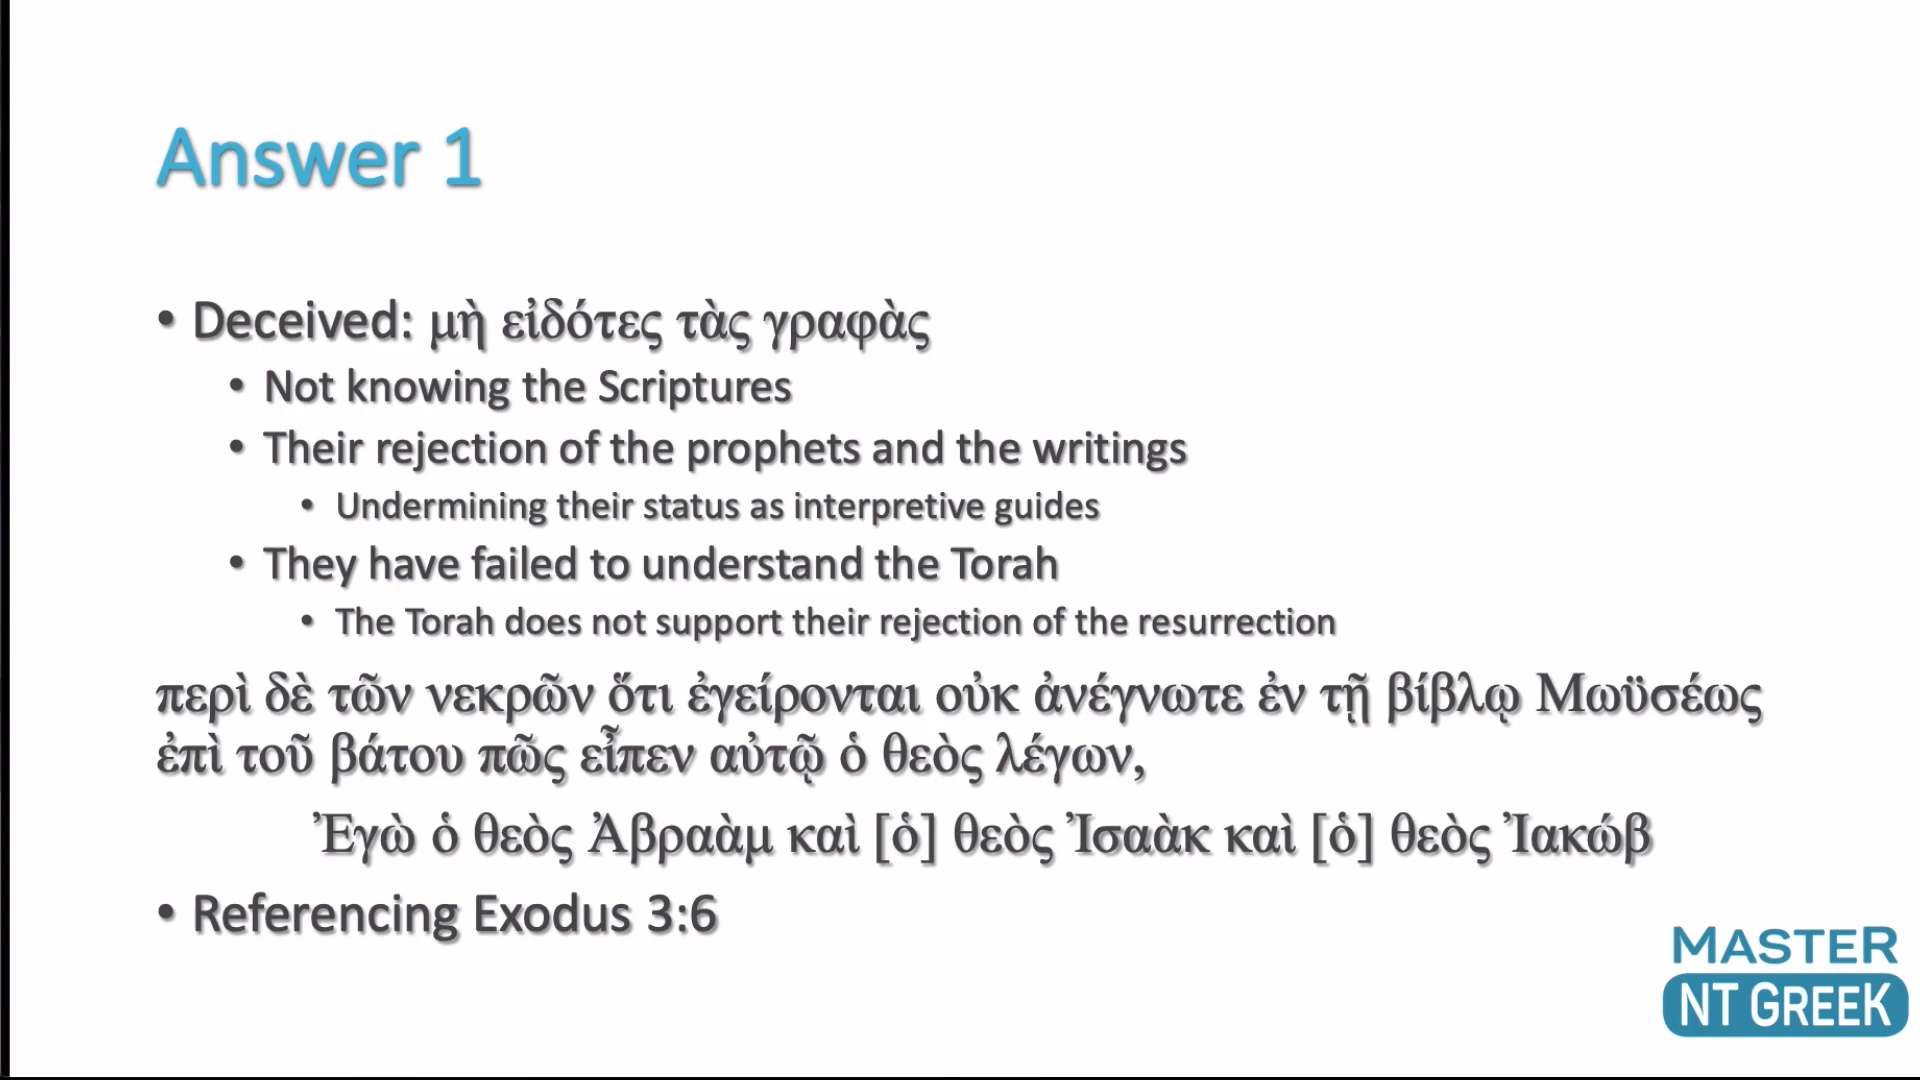 Answer 1
• Deceived: μὴ εἰδότες τὰς γραφὰς
• Not knowing the Scriptures
• Their rejection of the prophets and the writings
• Undermining their status as interpretive guides
• They have failed to understand the Torah
• The Torah does not support their rejection of the resurrection
περὶ δὲ τῶν νεκρῶν ὅτι ἐγείρονται οὐκ ἀνέγνωτε ἐν τῇ βίβλῳ Μωϋσέως
ἐπὶ τοῦ βάτου πῶς εἶπεν αὐτῷ ὁ θεὸς λέγων,
Ἐγὼ ὁ θεὸς Ἀβραὰμ καὶ [ὁ] θεὸς Ἰσαὰκ καὶ [ὁ] θεὸς Ἰακώβ
• Referencing Exodus 3:6
MASTER
NT GREEK